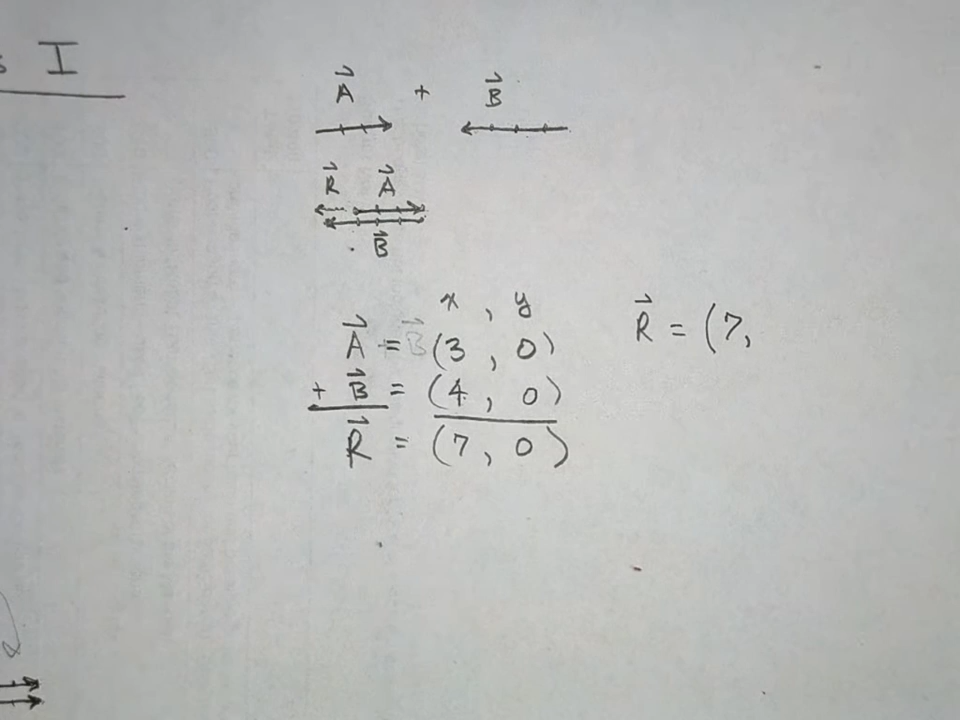 I
A⃗ + B⃗
R⃗ A⃗
B⃗
x , y
A⃗ = (3 , 0)
+ B⃗ = (4 , 0)
R⃗ = (7 , 0)
R⃗ = (7,